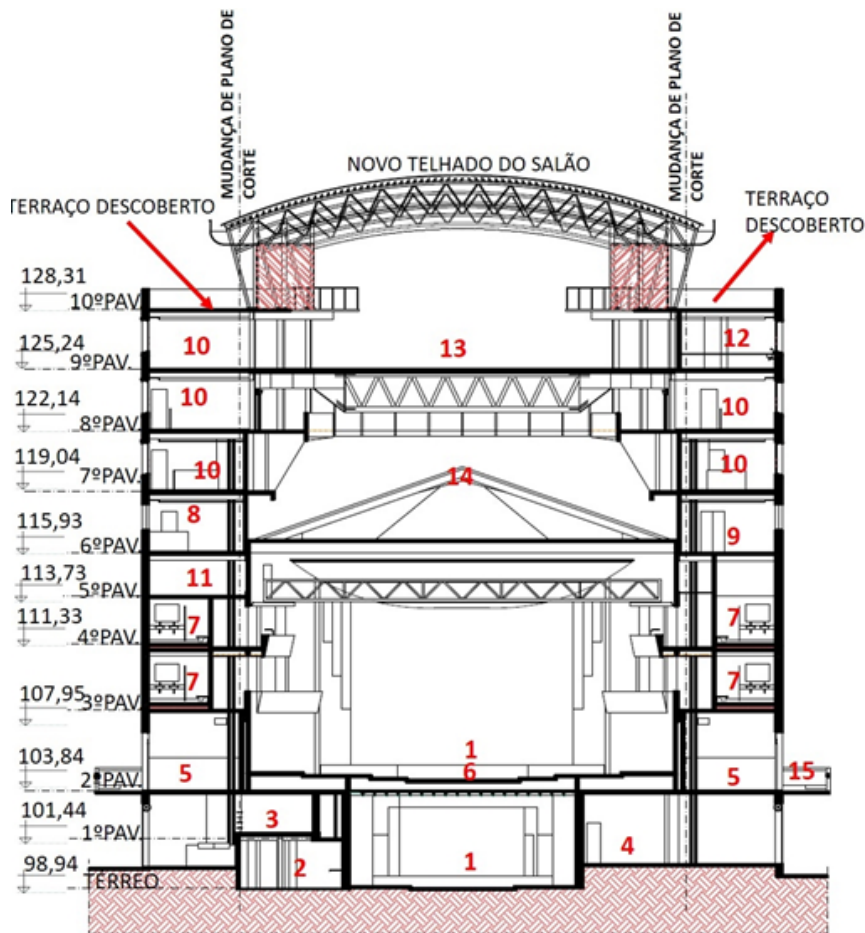 MUDANÇA DE PLANO DE
CORTE
MUDANÇA DE PLANO DE
CORTE
NOVO TELHADO DO SALÃO
TERRAÇO DESCOBERTO
TERRAÇO
DESCOBERTO
128,31
10ºPAV
125,24
10
13
12
9ºPAV.
122,14
10
10
8ºPAV.
119,04
7ºPAV.
10
14
10
115,93
8
9
6ºPAV.
113,73
11
5ºPAV.
111,33
7
7
4ºPAV.
107,95
7
7
3ºPAV.
103,84
1
2ºPAV.
5
6
5
15
101,44
3
1ºPAV.
4
98,94
2
1
TÉRREO